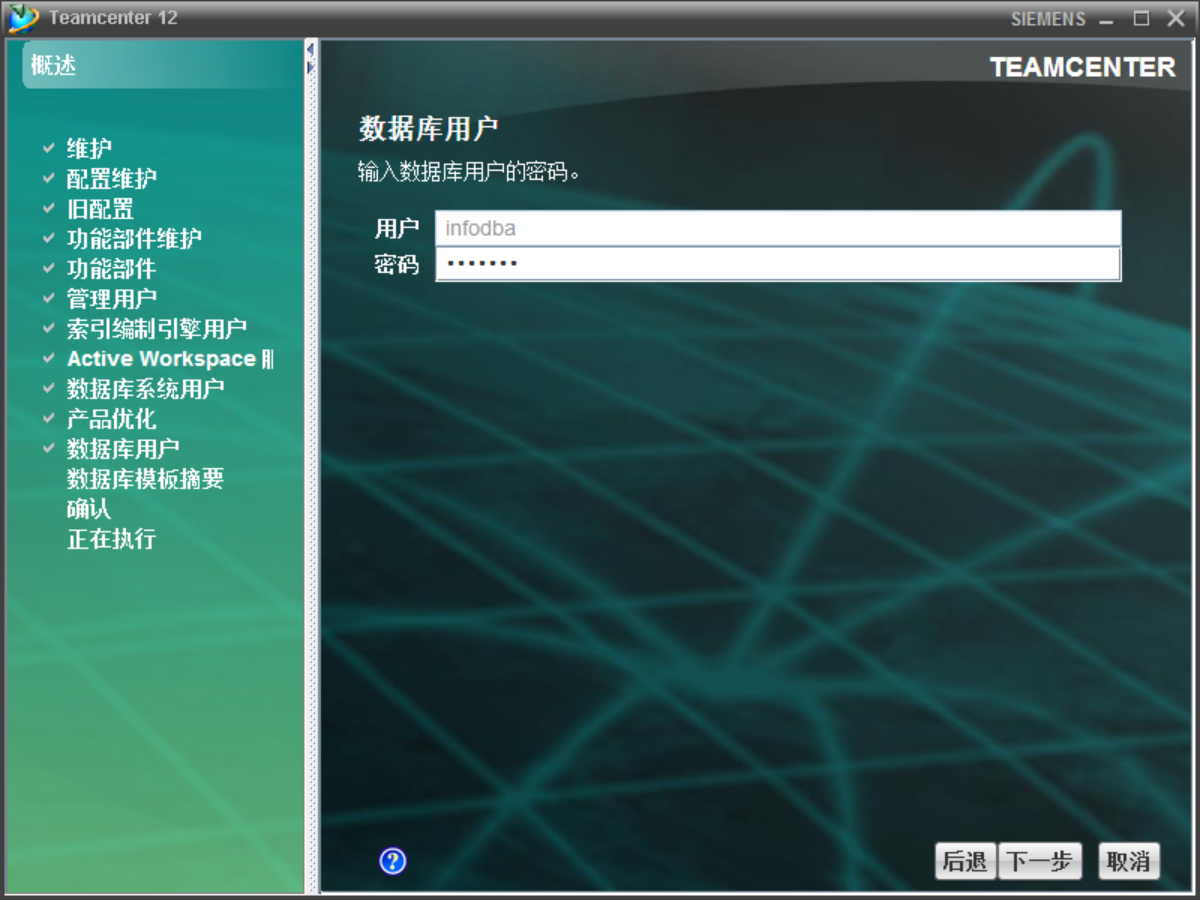 Teamcenter 12
SIEMENS
概述
TEAMCENTER
维护
配置维护
旧配置
功能部件维护
功能部件
管理用户
索引编制引擎用户
Active Workspace
数据库系统用户
产品优化
数据库用户
数据库模板摘要
确认
正在执行
数据库用户
输入数据库用户的密码。
用户 infodba
密码 •••••••
后退 下一步 取消